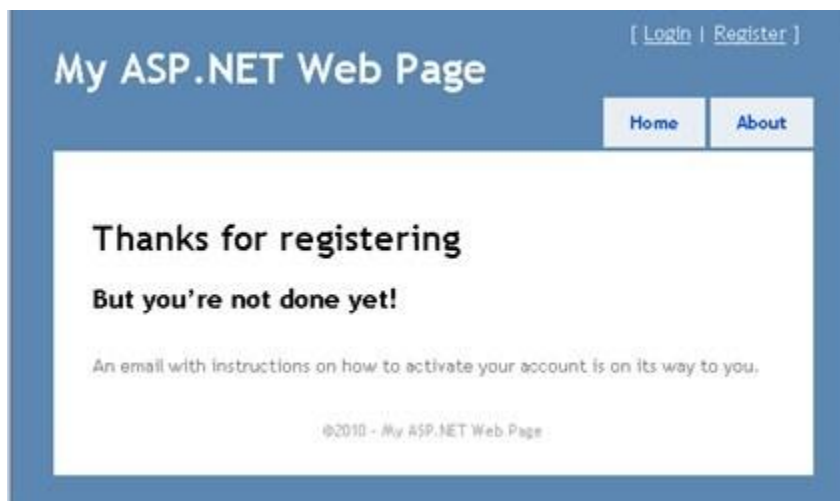 [ Login | Register ]
My ASP.NET Web Page
Home About
Thanks for registering
But you're not done yet!
An email with instructions on how to activate your account is on its way to you.
©2010 - My ASP.NET Web Page